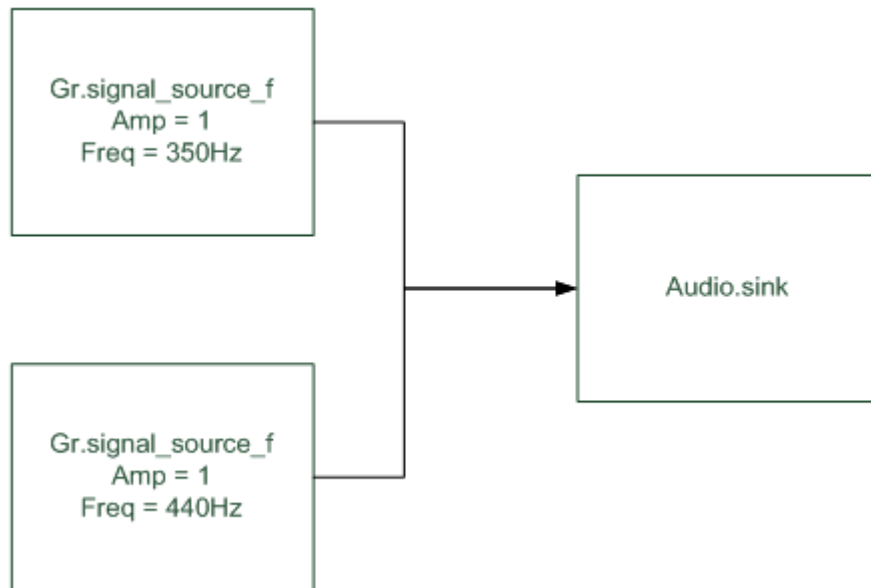 Gr.signal_source_f
Amp = 1
Freq = 350Hz
Audio.sink
Gr.signal_source_f
Amp = 1
Freq = 440Hz